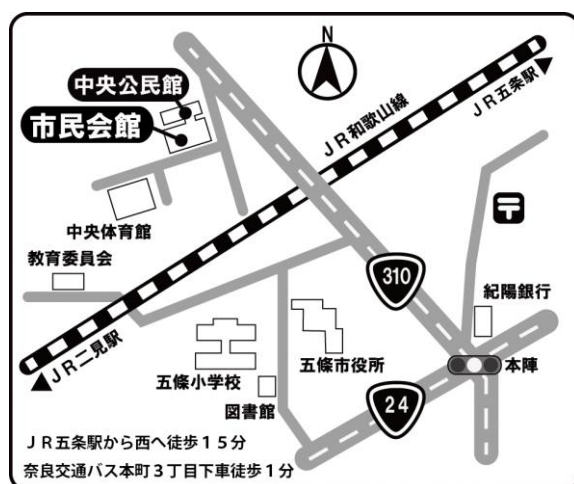 N
中央公民館
市民会館
JR和歌山線
JR五条駅
中央体育館
教育委員会
〒
310
紀陽銀行
JR二見駅
五條小学校
五條市役所
本陣
図書館
24
JR五条駅から西へ徒歩15分
奈良交通バス本町3丁目下車徒歩1分